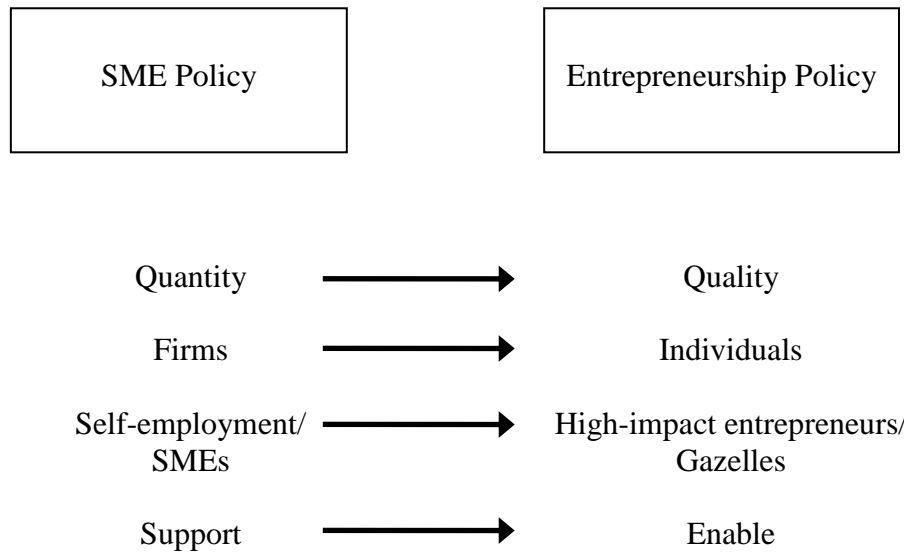 SME Policy
Entrepreneurship Policy
Quantity
Quality
Firms
Individuals
Self-employment/
SMEs
High-impact entrepreneurs/
Gazelles
Support
Enable